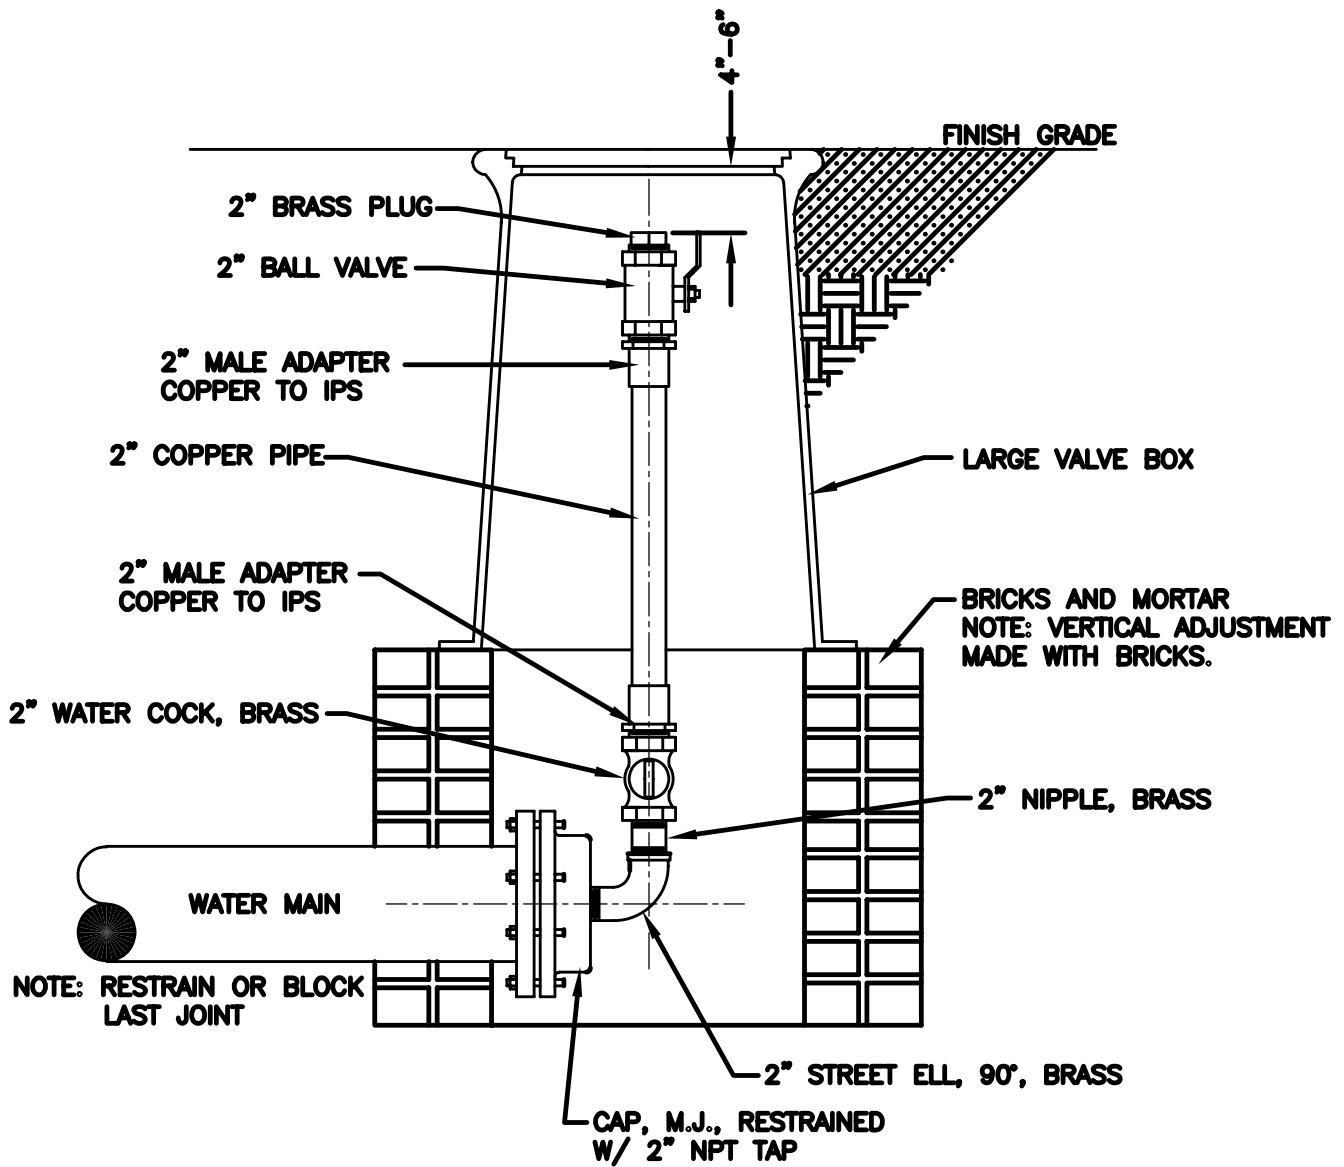 4"-6"
FINISH GRADE
2" BRASS PLUG
2" BALL VALVE
2" MALE ADAPTER
COPPER TO IPS
2" COPPER PIPE
LARGE VALVE BOX
2" MALE ADAPTER
COPPER TO IPS
BRICKS AND MORTAR
NOTE: VERTICAL ADJUSTMENT
MADE WITH BRICKS.
2" WATER COCK, BRASS
2" NIPPLE, BRASS
WATER MAIN
NOTE: RESTRAIN OR BLOCK
LAST JOINT
2" STREET ELL, 90°, BRASS
CAP, M.J., RESTRAINED
W/ 2" NPT TAP